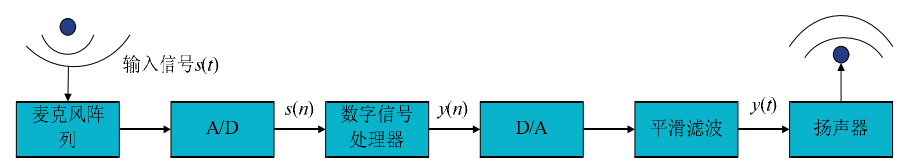 输入信号s(t)
麦克风阵
列
A/D
s(n)
数字信号
处理器
y(n)
D/A
平滑滤波
y(t)
扬声器